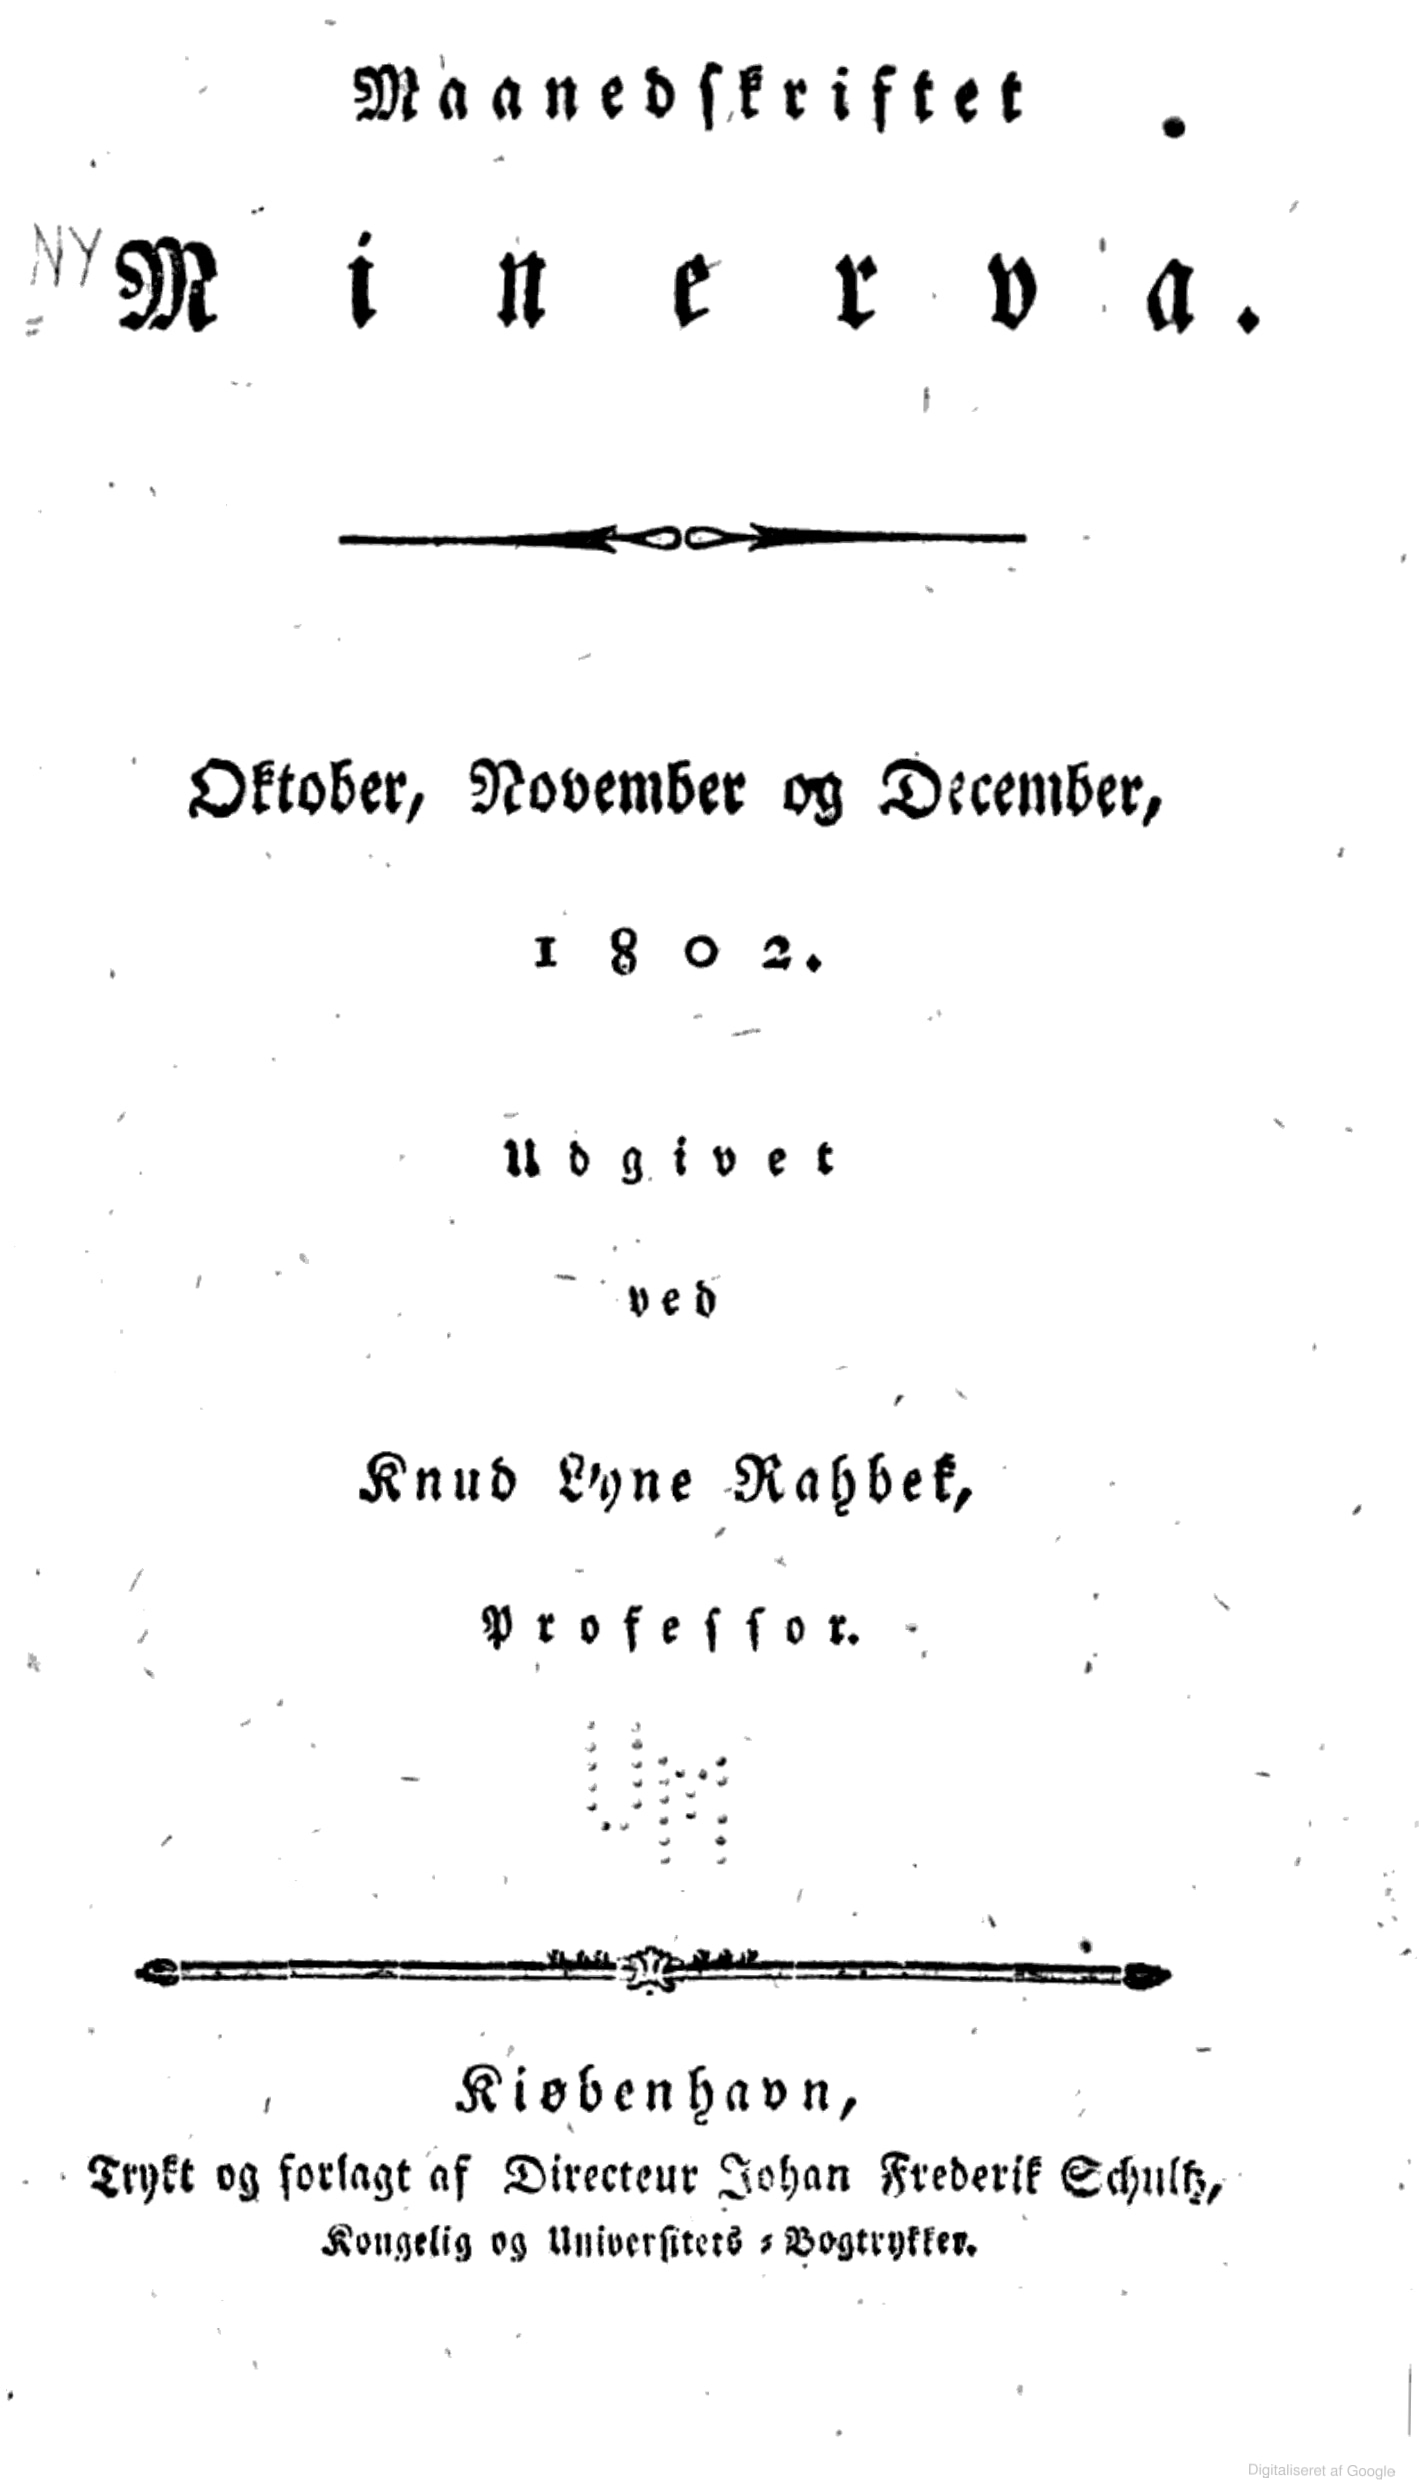 Maanedſkriftet
NY
Minerva.
Oktober, November og December,
1802.
Udgivet
ved
Knud Lyne Rahbek,
Profeſſor.
UM
Kiøbenhavn,
Trykt og forlagt af Directeur Johan Frederik Schultz,
Kongelig og Univerſitets-Bogtrykker.
Digitaliseret af Google